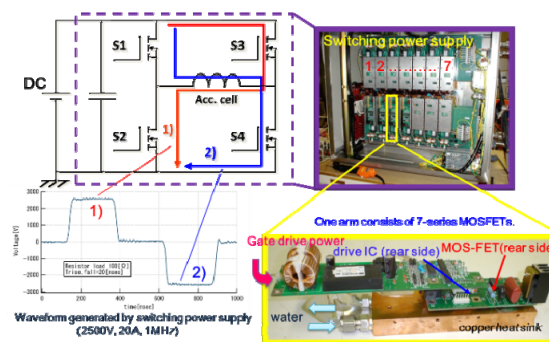 S1
S3
DC
Acc. cell
S2
1)
S4
2)
Switching power supply
1 2 ........ 7
3000
2000
1000
0
-1000
-2000
-3000
Voltage[V]
1)
2)
Resistor load 100[Ω]
Trise,fall=20[nsec]
0 200 400 600 800 1000
time[nsec]
Waveform generated by switching power supply
(2500V, 20A, 1MHz)
One arm consists of 7-series MOSFETs.
Gate drive power
drive IC (rear side)
MOS-FET(rear side
water
copper heat sink